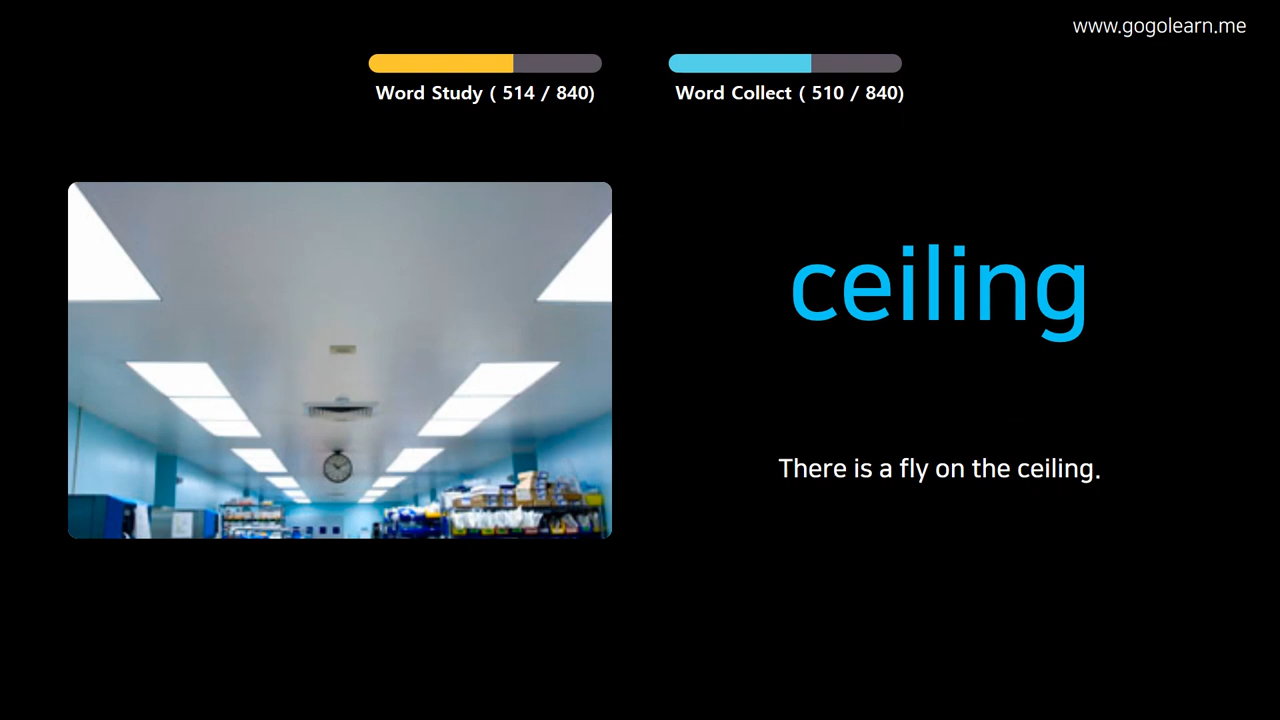 www.gogolearn.me
Word Study ( 514 / 840)
Word Collect ( 510 / 840)
ceiling
There is a fly on the ceiling.